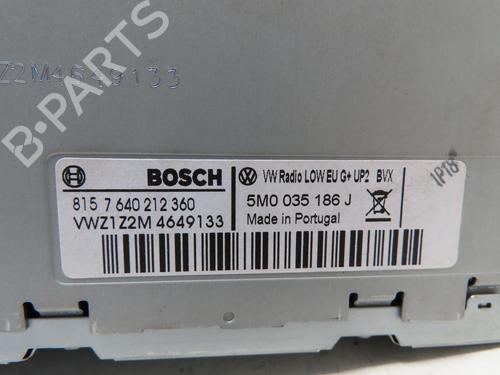 Z2M4649133
B-PARTS
BOSCH
VW Radio LOW EU G+ UP2 BVX
815 7 640 212 360
5M0 035 186 J
VWZ1Z2M 4649133
Made in Portugal
1P18